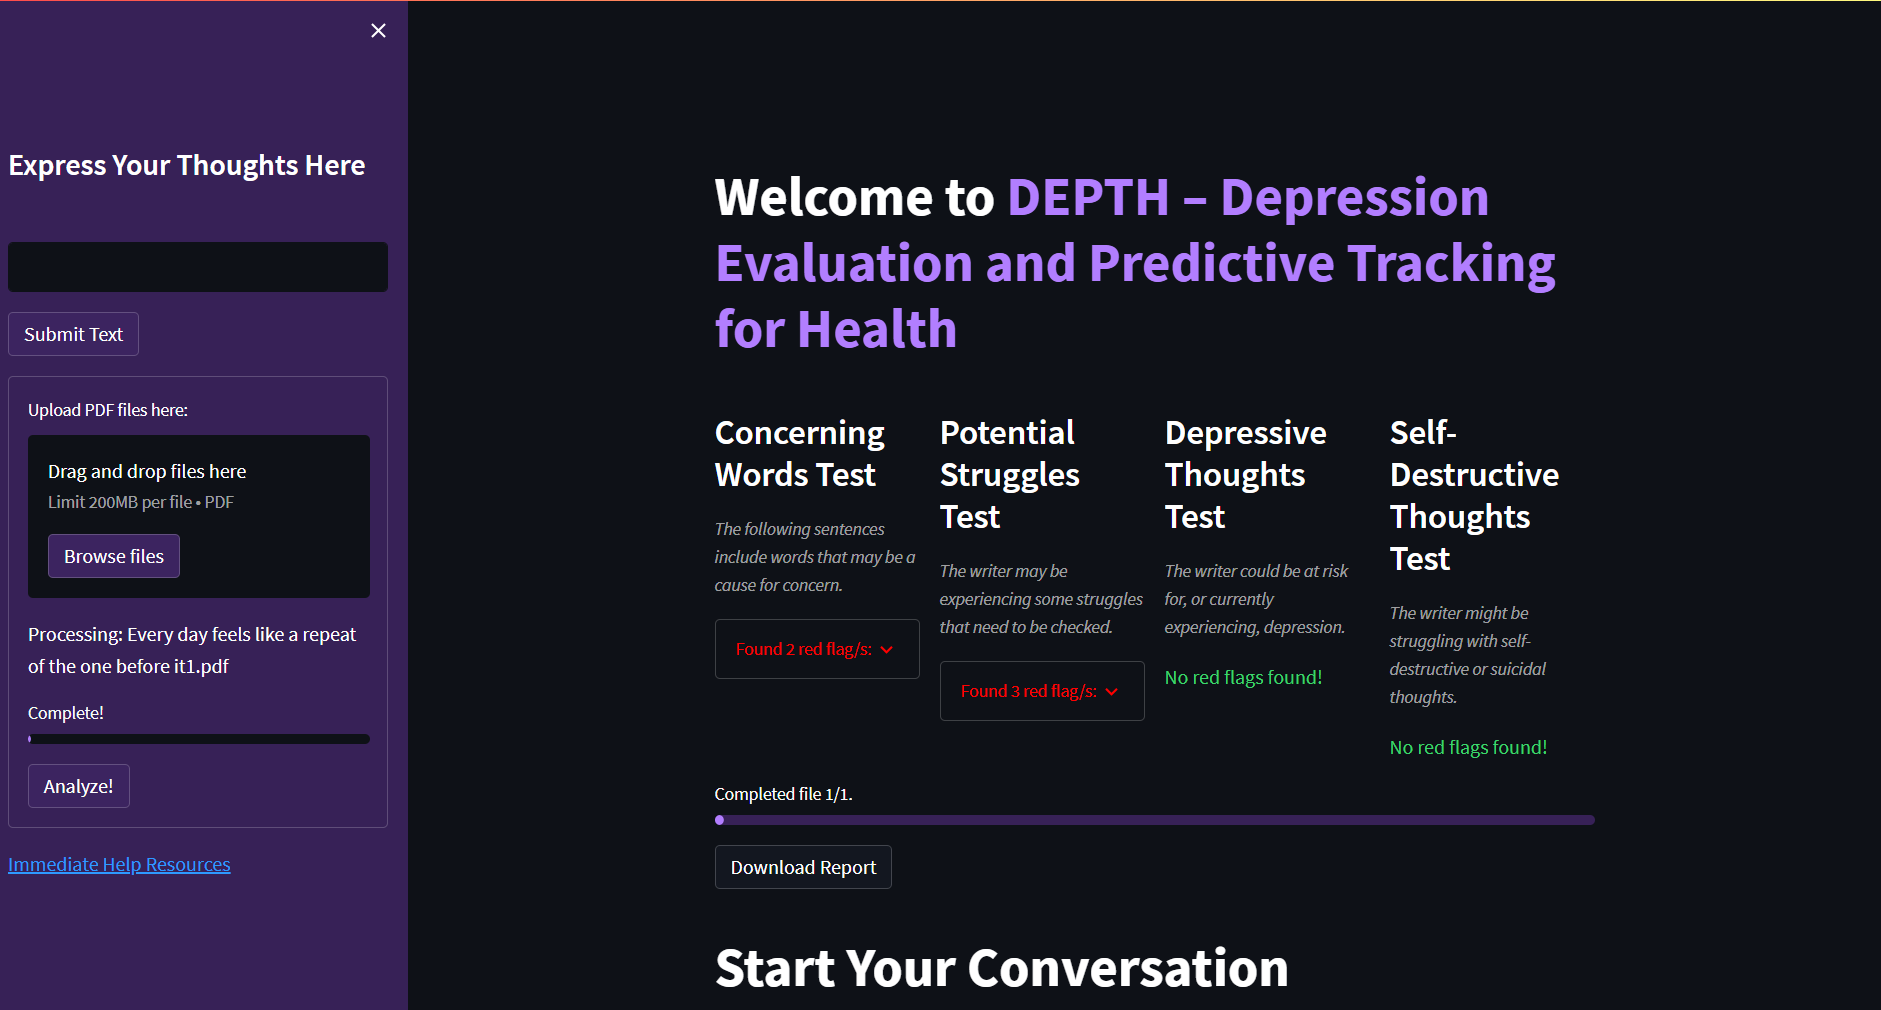 Express Your Thoughts Here
Submit Text
Upload PDF files here:
Drag and drop files here
Limit 200MB per file • PDF
Browse files
Processing: Every day feels like a repeat
of the one before it1.pdf
Complete!
Analyze!
Immediate Help Resources
Welcome to DEPTH – Depression
Evaluation and Predictive Tracking
for Health
Concerning
Words Test
The following sentences
include words that may be a
cause for concern.
Found 2 red flag/s:
Potential
Struggles
Test
The writer may be
experiencing some struggles
that need to be checked.
Found 3 red flag/s:
Depressive
Thoughts
Test
The writer could be at risk
for, or currently
experiencing, depression.
No red flags found!
Self-
Destructive
Thoughts
Test
The writer might be
struggling with self-
destructive or suicidal
thoughts.
No red flags found!
Completed file 1/1.
Download Report
Start Your Conversation